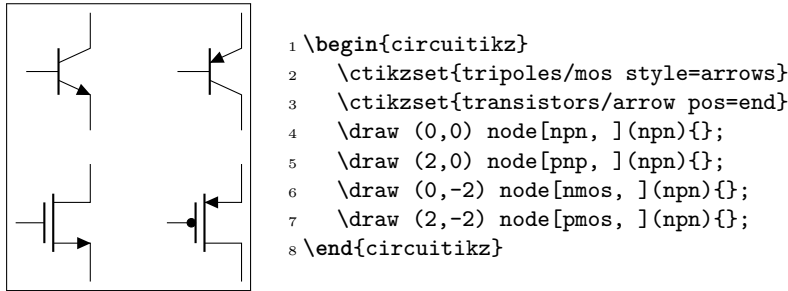 1 \begin{circuitikz}
2 \ctikzset{tripoles/mos style=arrows}
3 \ctikzset{transistors/arrow pos=end}
4 \draw (0,0) node[npn, ](npn){};
5 \draw (2,0) node[pnp, ](npn){};
6 \draw (0,-2) node[nmos, ](npn){};
7 \draw (2,-2) node[pmos, ](npn){};
8 \end{circuitikz}